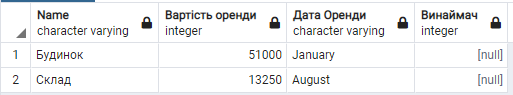 Name Вартість оренди Дата Оренди Винаймач
character varying integer character varying integer
1 Будинок 51000 January [null]
2 Склад 13250 August [null]